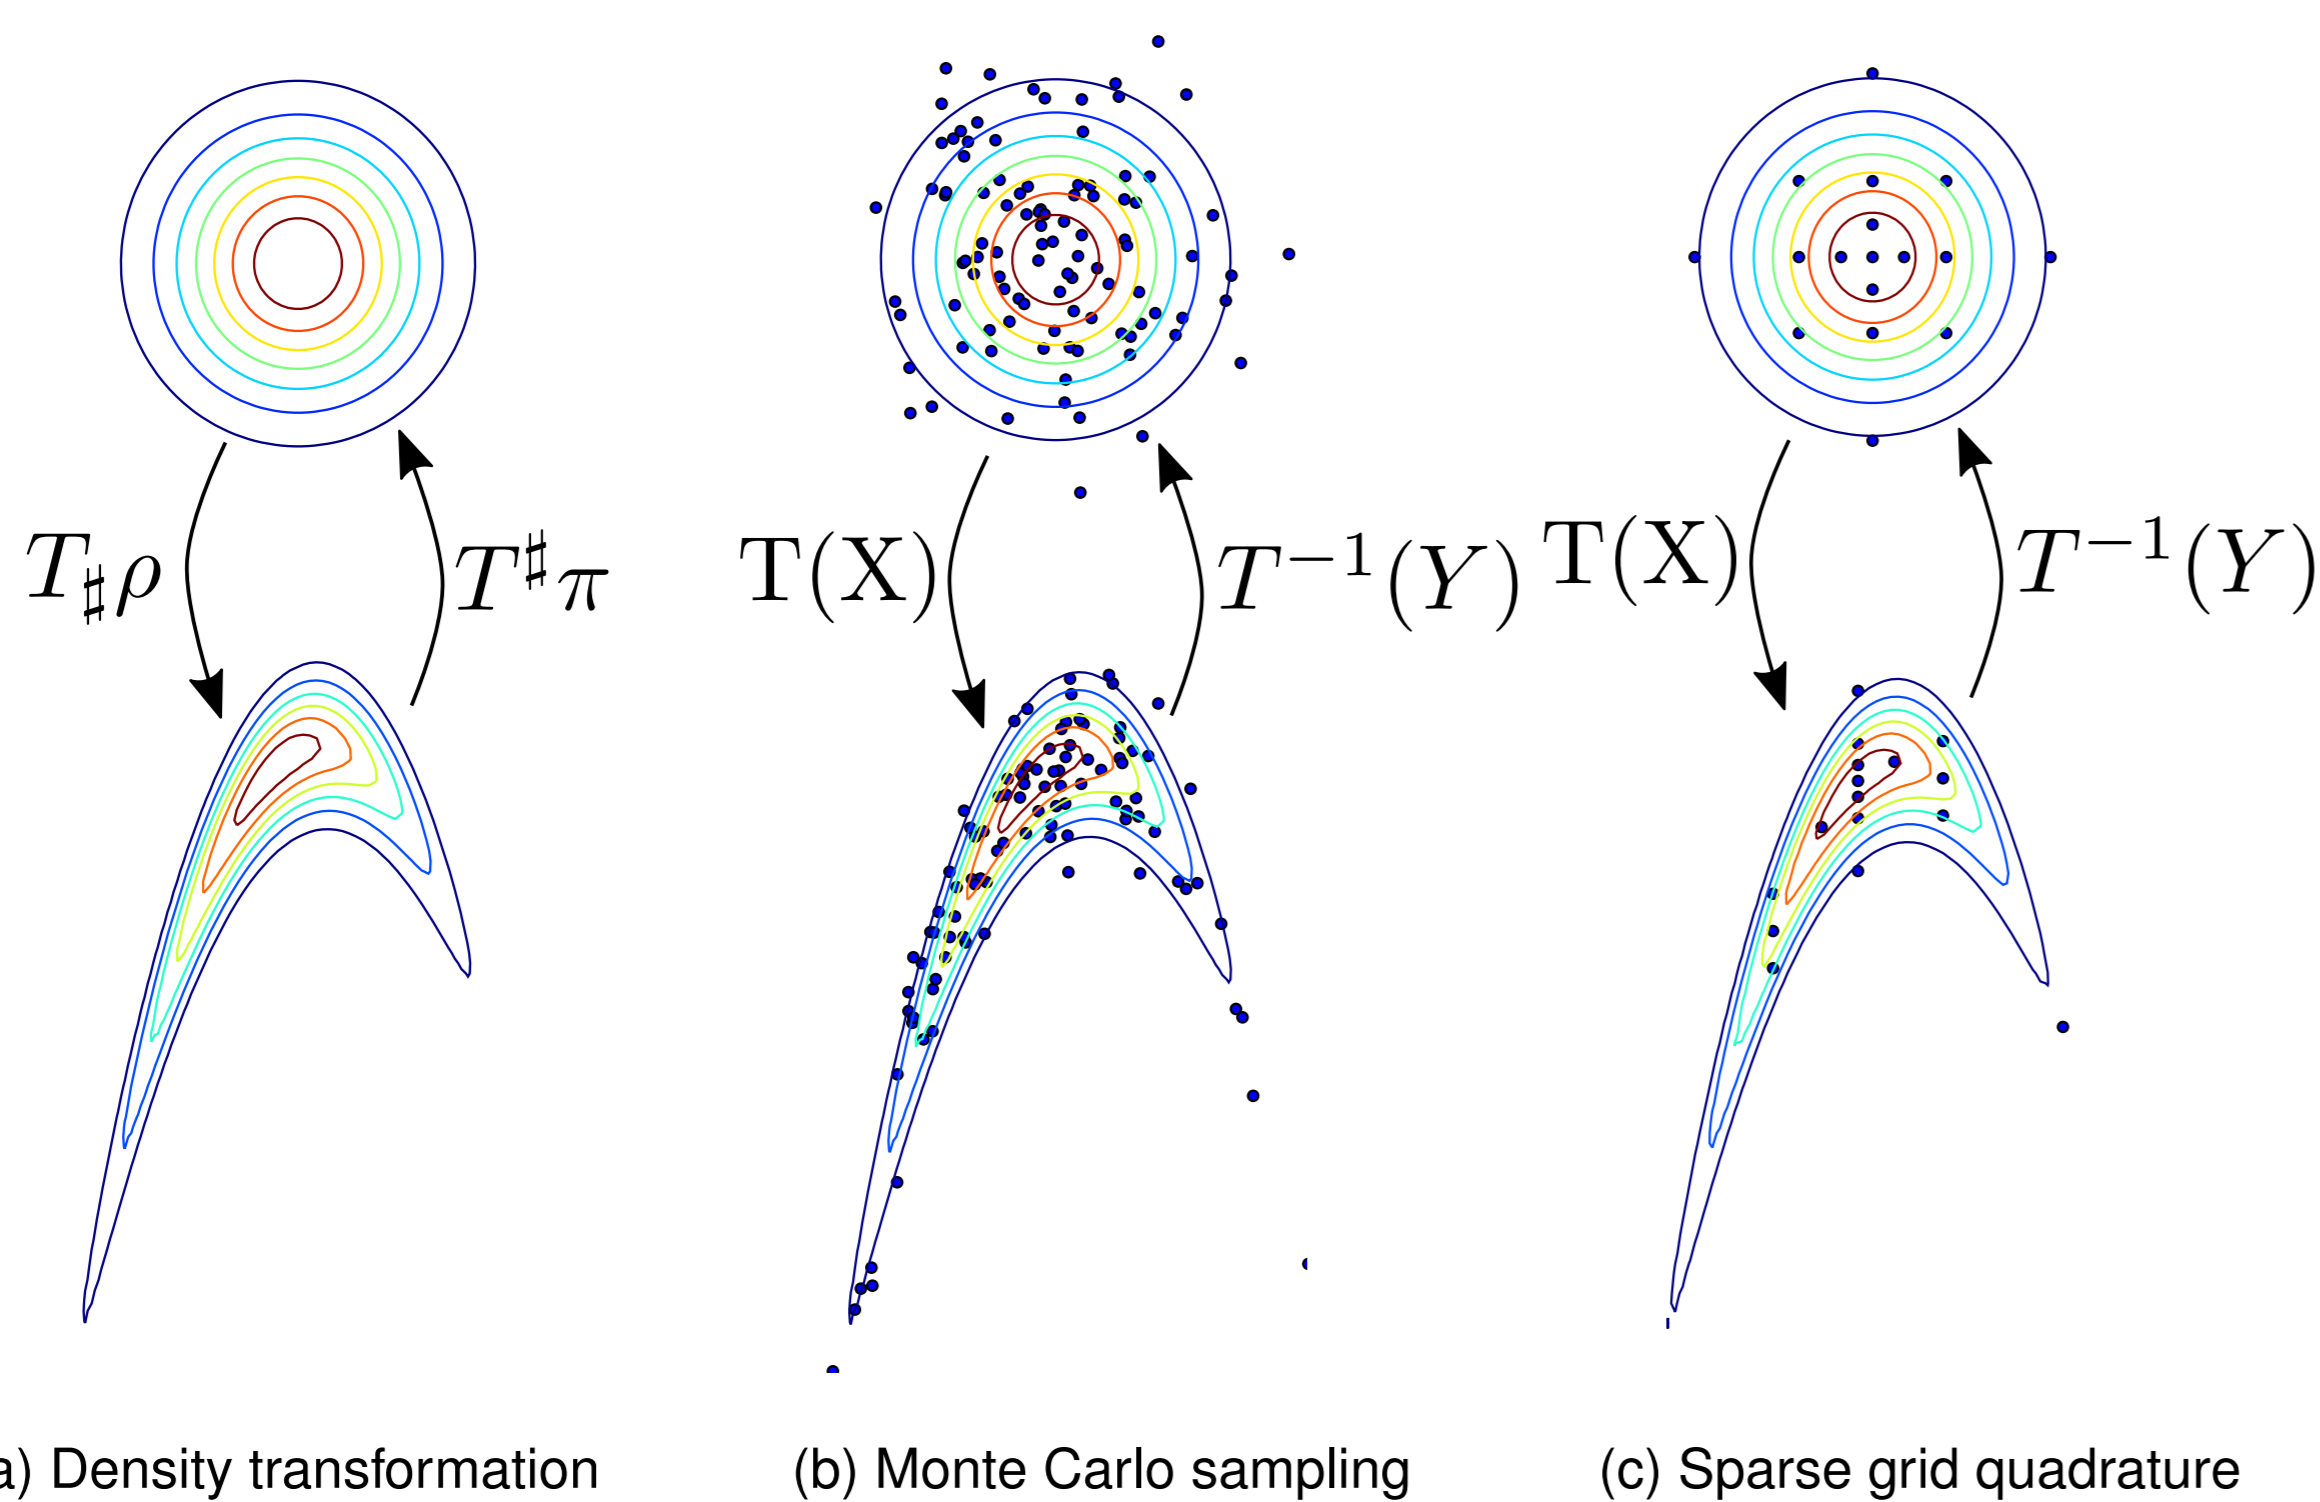 T♯ρ
T♯π
T(X)
T−1(Y)
T(X)
T−1(Y)
a) Density transformation
(b) Monte Carlo sampling
(c) Sparse grid quadrature